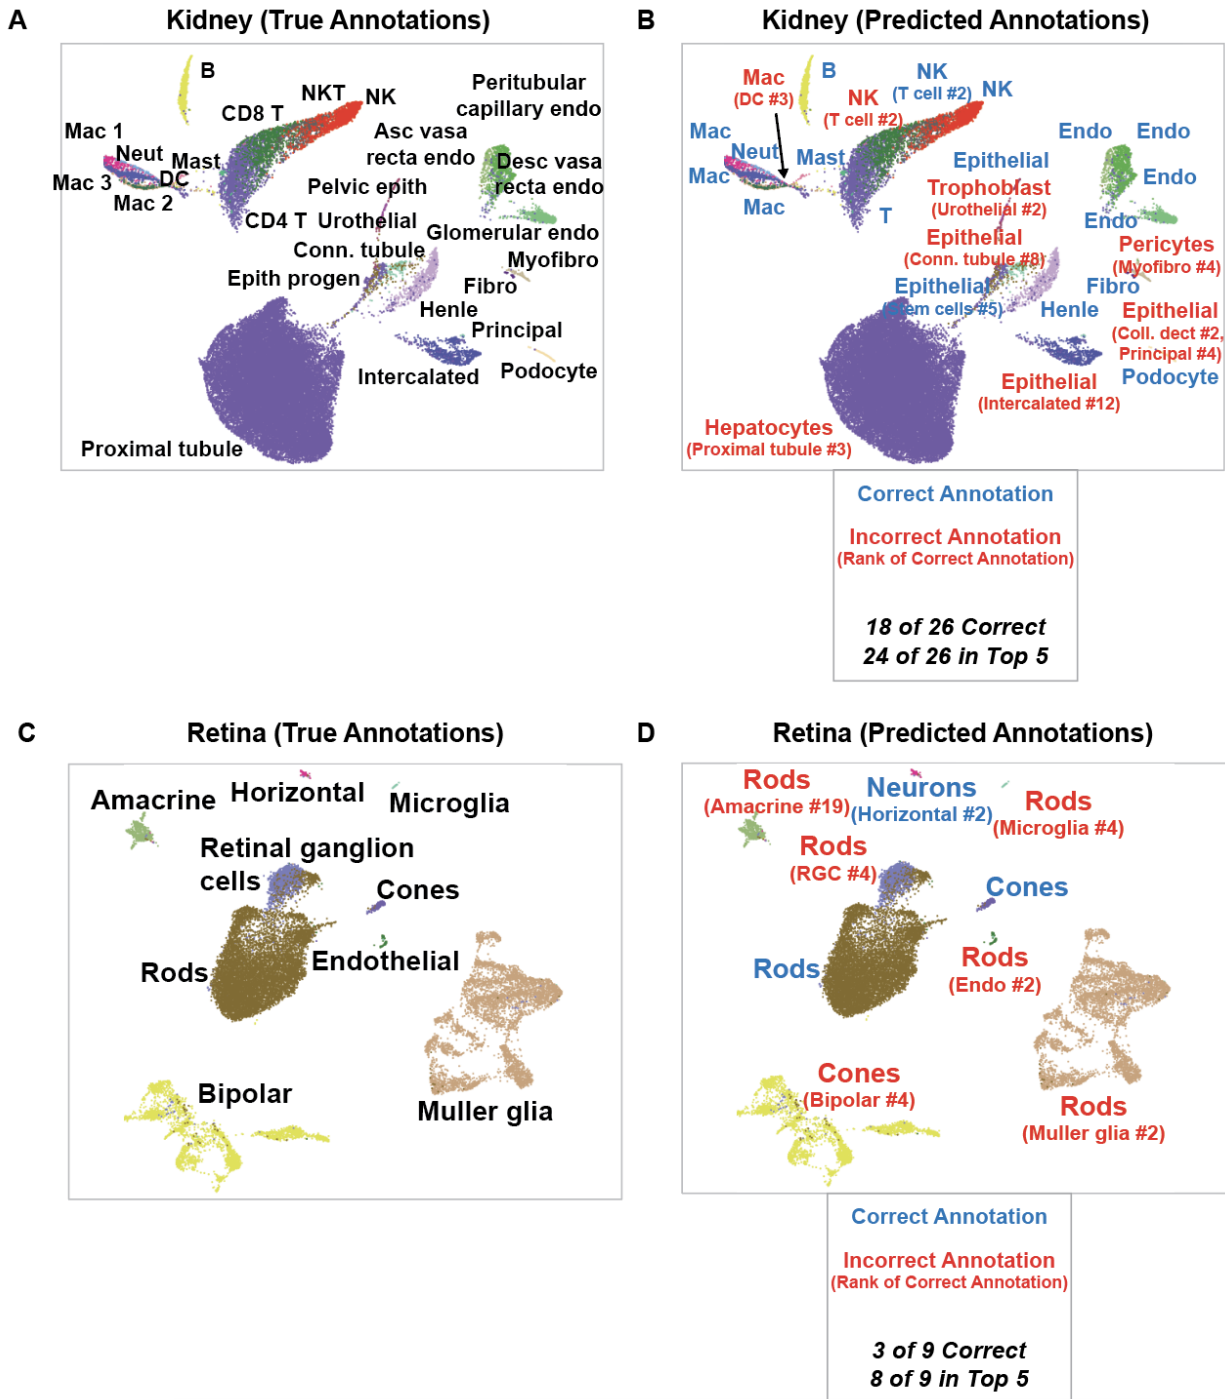 A
Kidney (True Annotations)
B
Peritubular
capillary endo
NKT
NK
CD8 T
Mac 1
Asc vasa
recta endo
Neut
Mast
Desc vasa
recta endo
DC
Mac 3
Pelvic epith
Mac 2
CD4 T
Urothelial
Glomerular endo
Conn. tubule
Myofibro
Epith progen
Fibro
Henle
Principal
Intercalated
Podocyte
Proximal tubule
B
Kidney (Predicted Annotations)
Mac
(DC #3)
B
NK
(T cell #2)
NK
NK
(T cell #2)
Mac
Neut
Mast
Mac
Mac
T
Endo
Endo
Epithelial
Endo
Trophoblast
(Urothelial #2)
Endo
Epithelial
(Conn. tubule #8)
Pericytes
(Myofibro #4)
Epithelial
(Stem cells #5)
Fibro
Henle
Epithelial
(Coll. dect #2,
Principal #4)
Epithelial
(Intercalated #12)
Podocyte
Hepatocytes
(Proximal tubule #3)
Correct Annotation
Incorrect Annotation
(Rank of Correct Annotation)
18 of 26 Correct
24 of 26 in Top 5
C
Retina (True Annotations)
Amacrine
Horizontal
Microglia
Retinal ganglion
cells
Cones
Rods
Endothelial
Bipolar
Muller glia
D
Retina (Predicted Annotations)
Rods
(Amacrine #19)
Neurons
(Horizontal #2)
Rods
(Microglia #4)
Rods
(RGC #4)
Cones
Rods
Rods
(Endo #2)
Cones
(Bipolar #4)
Rods
(Muller glia #2)
Correct Annotation
Incorrect Annotation
(Rank of Correct Annotation)
3 of 9 Correct
8 of 9 in Top 5